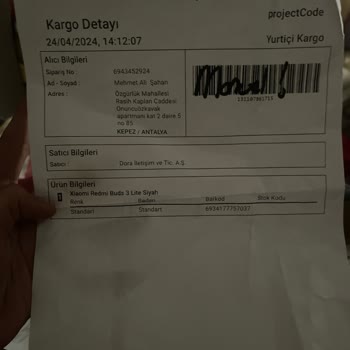 projectCode
Kargo Detayı
24/04/2024, 14:12:07
Yurtiçi Kargo
Alıcı Bilgileri
Sipariş No : 6943452924
Ad - Soyad : Mehmet Ali Şahan
Adres : Özgürlük Mahallesi
Rasih Kaplan Caddesi
apartmanı kat 2 daire 5
no 85
KEPEZ / ANTALYA
Satıcı Bilgileri
Satıcı : Dora İletişim ve Tic. A.Ş.
Ürün Bilgileri
1 Xiaomi Redmi Buds 3 Lite Siyah
Renk Beden Barkod Stok Kodu
Standart Standart 6934177757037